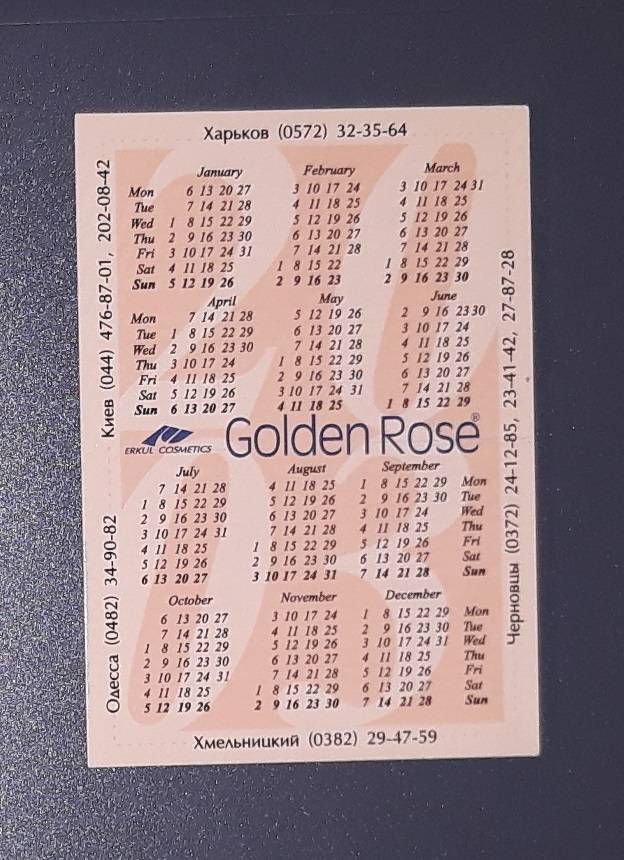 Харьков (0572) 32-35-64
Киев (044) 476-87-01, 202-08-42
Одесса (0482) 34-90-82
Черновцы (0372) 24-12-85, 23-41-42, 27-87-28
2003
January February March
Mon 6 13 20 27 3 10 17 24 3 10 17 24 31
Tue 7 14 21 28 4 11 18 25 4 11 18 25
Wed 1 8 15 22 29 5 12 19 26 5 12 19 26
Thu 2 9 16 23 30 6 13 20 27 6 13 20 27
Fri 3 10 17 24 31 7 14 21 28 7 14 21 28
Sat 4 11 18 25 1 8 15 22 1 8 15 22 29
Sun 5 12 19 26 2 9 16 23 2 9 16 23 30
April May June
Mon 7 14 21 28 5 12 19 26 2 9 16 23 30
Tue 1 8 15 22 29 6 13 20 27 3 10 17 24
Wed 2 9 16 23 30 7 14 21 28 4 11 18 25
Thu 3 10 17 24 1 8 15 22 29 5 12 19 26
Fri 4 11 18 25 2 9 16 23 30 6 13 20 27
Sat 5 12 19 26 3 10 17 24 31 7 14 21 28
Sun 6 13 20 27 4 11 18 25 1 8 15 22 29
ERKUL COSMETICS Golden Rose®
July August September
7 14 21 28 4 11 18 25 1 8 15 22 29 Mon
1 8 15 22 29 5 12 19 26 2 9 16 23 30 Tue
2 9 16 23 30 6 13 20 27 3 10 17 24 Wed
3 10 17 24 31 7 14 21 28 4 11 18 25 Thu
4 11 18 25 1 8 15 22 29 5 12 19 26 Fri
5 12 19 26 2 9 16 23 30 6 13 20 27 Sat
6 13 20 27 3 10 17 24 31 7 14 21 28 Sun
October November December
6 13 20 27 3 10 17 24 1 8 15 22 29 Mon
7 14 21 28 4 11 18 25 2 9 16 23 30 Tue
1 8 15 22 29 5 12 19 26 3 10 17 24 31 Wed
2 9 16 23 30 6 13 20 27 4 11 18 25 Thu
3 10 17 24 31 7 14 21 28 5 12 19 26 Fri
4 11 18 25 1 8 15 22 29 6 13 20 27 Sat
5 12 19 26 2 9 16 23 30 7 14 21 28 Sun
Хмельницкий (0382) 29-47-59